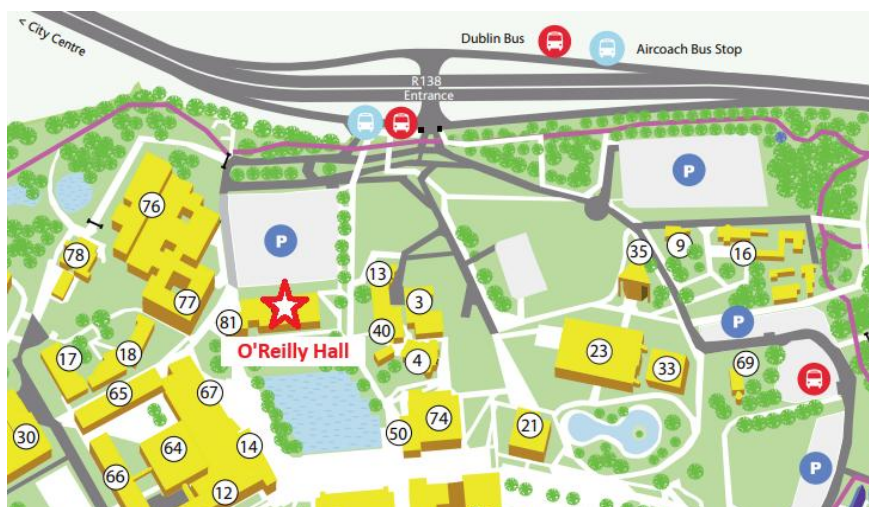 < City Centre
Dublin Bus
Aircoach Bus Stop
R138
Entrance
76
P
P
78
77
13
3
35
9
16
81
O'Reilly Hall
40
4
P
17
18
23
33
69
65
67
30
64
14
50
74
21
66
12
P